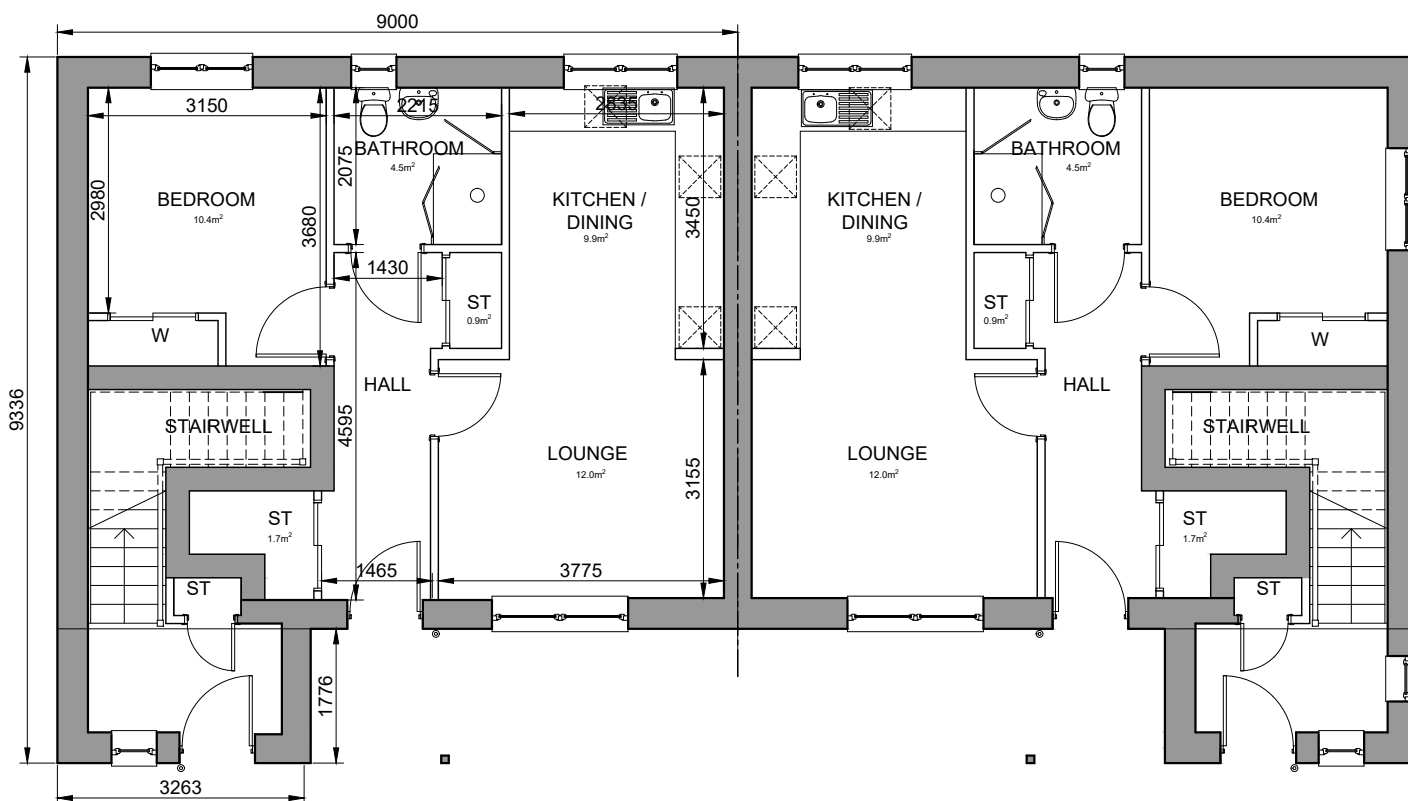 9000
3150
2215
2835
BATHROOM
4.5m²
BATHROOM
4.5m²
2075
2980
BEDROOM
10.4m²
3680
KITCHEN /
DINING
9.9m²
3450
KITCHEN /
DINING
9.9m²
BEDROOM
10.4m²
1430
ST
0.9m²
ST
0.9m²
W
W
HALL
HALL
9336
STAIRWELL
4595
LOUNGE
12.0m²
3155
LOUNGE
12.0m²
STAIRWELL
ST
1.7m²
ST
1.7m²
1465
3775
ST
ST
1776
3263